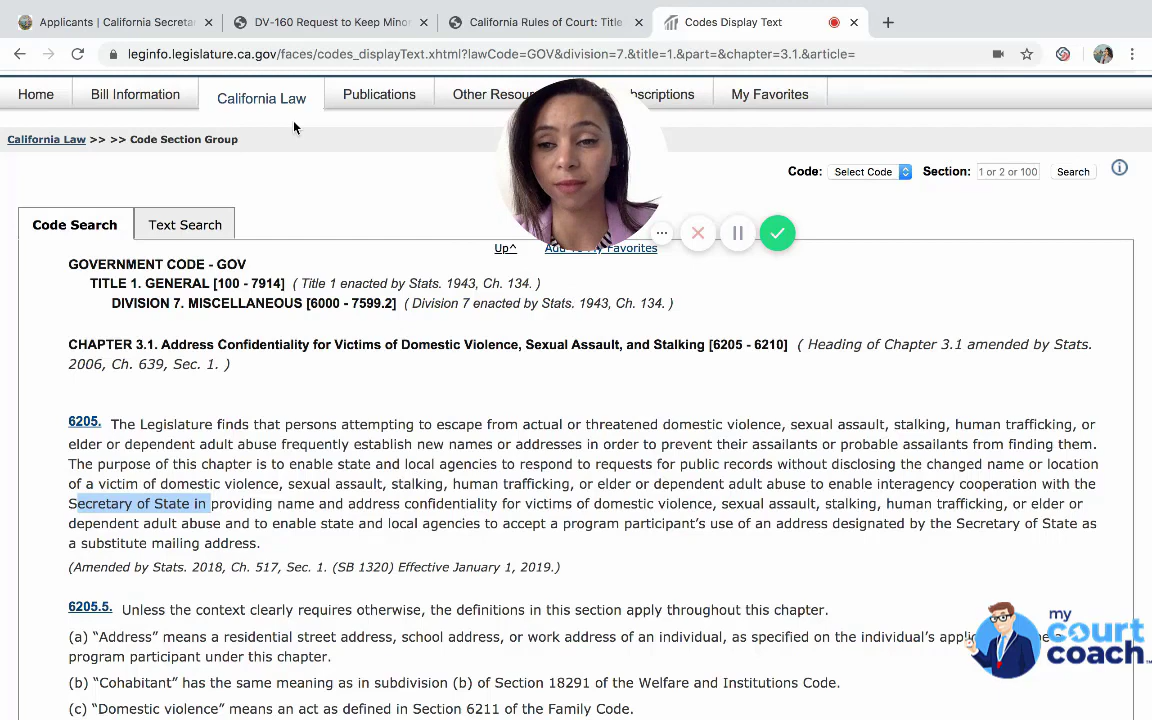 Applicants | California Secreta
DV-160 Request to Keep Minor
California Rules of Court: Title
Codes Display Text
leginfo.legislature.ca.gov/faces/codes_displayText.xhtml?lawCode=GOV&division=7.&title=1.&part=&chapter=3.1.&article=
Home
Bill Information
California Law
Publications
Other Resou
bscriptions
My Favorites
California Law >> >> Code Section Group
Code: Select Code Section: 1 or 2 or 100 Search
Code Search
Text Search
Up^ Add To My Favorites
GOVERNMENT CODE - GOV
TITLE 1. GENERAL [100 - 7914] ( Title 1 enacted by Stats. 1943, Ch. 134. )
DIVISION 7. MISCELLANEOUS [6000 - 7599.2] ( Division 7 enacted by Stats. 1943, Ch. 134. )
CHAPTER 3.1. Address Confidentiality for Victims of Domestic Violence, Sexual Assault, and Stalking [6205 - 6210] ( Heading of Chapter 3.1 amended by Stats.
2006, Ch. 639, Sec. 1. )
6205. The Legislature finds that persons attempting to escape from actual or threatened domestic violence, sexual assault, stalking, human trafficking, or
elder or dependent adult abuse frequently establish new names or addresses in order to prevent their assailants or probable assailants from finding them.
The purpose of this chapter is to enable state and local agencies to respond to requests for public records without disclosing the changed name or location
of a victim of domestic violence, sexual assault, stalking, human trafficking, or elder or dependent adult abuse to enable interagency cooperation with the
Secretary of State in providing name and address confidentiality for victims of domestic violence, sexual assault, stalking, human trafficking, or elder or
dependent adult abuse and to enable state and local agencies to accept a program participant's use of an address designated by the Secretary of State as
a substitute mailing address.
(Amended by Stats. 2018, Ch. 517, Sec. 1. (SB 1320) Effective January 1, 2019.)
6205.5. Unless the context clearly requires otherwise, the definitions in this section apply throughout this chapter.
(a) “Address” means a residential street address, school address, or work address of an individual, as specified on the individual's applic
program participant under this chapter.
(b) “Cohabitant” has the same meaning as in subdivision (b) of Section 18291 of the Welfare and Institutions Code.
(c) “Domestic violence” means an act as defined in Section 6211 of the Family Code.
my
court
coach